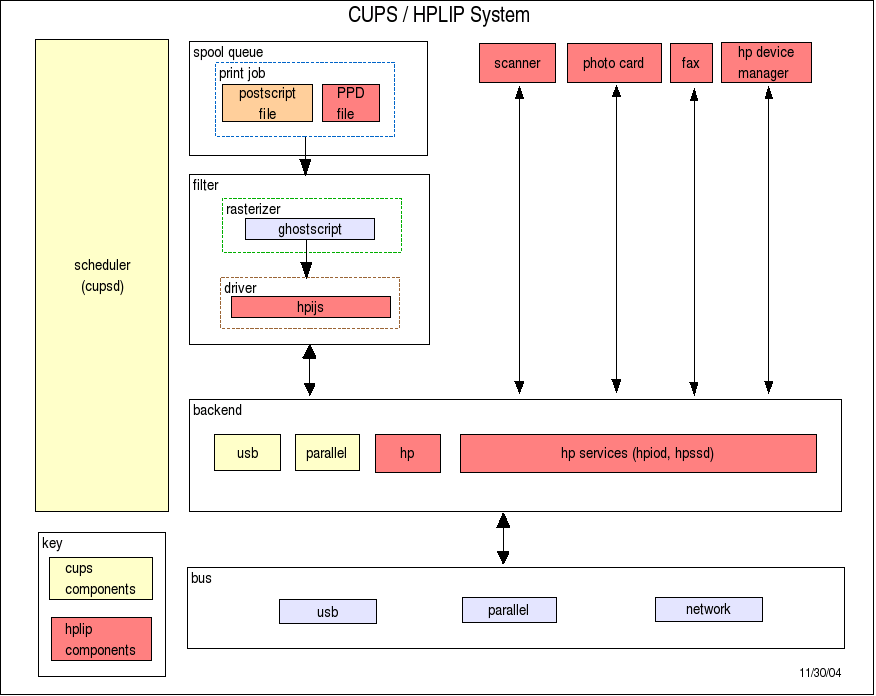 CUPS / HPLIP System
scheduler
(cupsd)
spool queue
print job
postscript
file
PPD
file
filter
rasterizer
ghostscript
driver
hpijs
scanner
photo card
fax
hp device
manager
backend
usb
parallel
hp
hp services (hpiod, hpssd)
key
cups
components
hplip
components
bus
usb
parallel
network
11/30/04